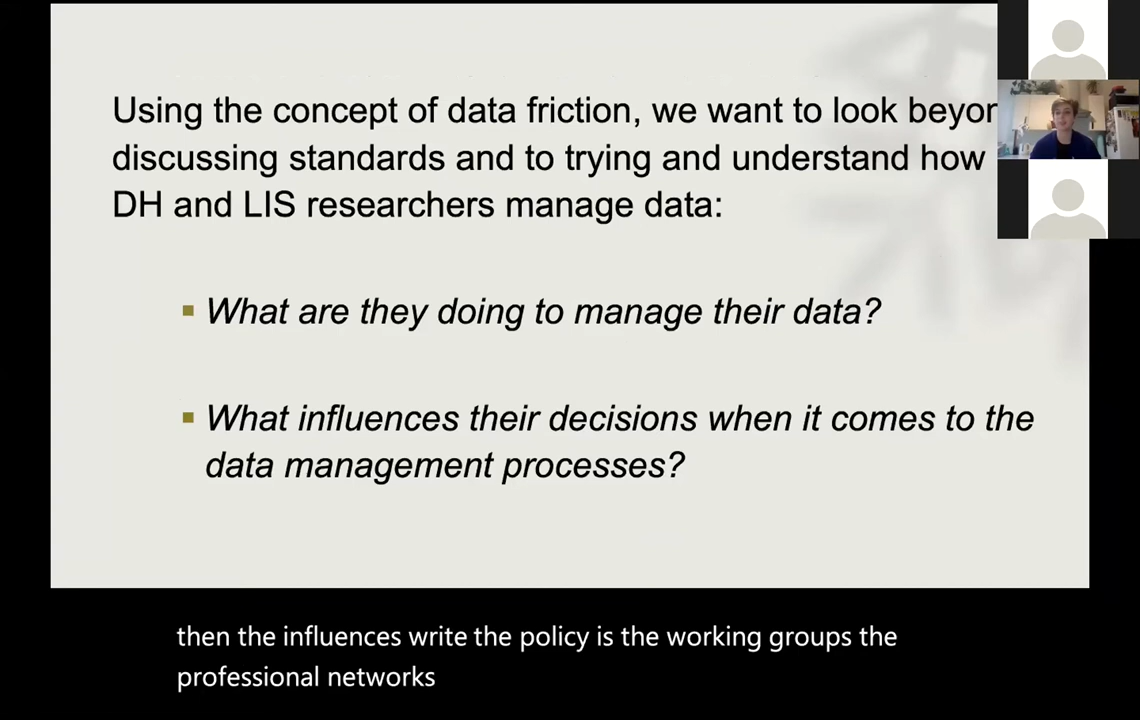 Using the concept of data friction, we want to look
discussing standards and to trying and understand how
DH and LIS researchers manage data:
▪ What are they doing to manage their data?
▪ What influences their decisions when it comes to the
data management processes?
then the influences write the policy is the working groups the
professional networks